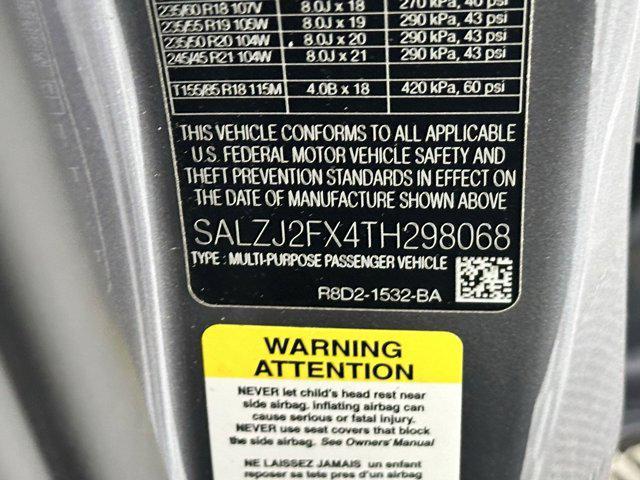 235/60 R18 107V 8.0J x 18 270 kPa, 40 psi
235/55 R19 105W 8.0J x 19 290 kPa, 43 psi
235/50 R20 104W 8.0J x 20 290 kPa, 43 psi
245/45 R21 104W 8.0J x 21 290 kPa, 43 psi
T155/85 R18 115M 4.0B x 18 420 kPa, 60 psi
THIS VEHICLE CONFORMS TO ALL APPLICABLE
U.S. FEDERAL MOTOR VEHICLE SAFETY AND
THEFT PREVENTION STANDARDS IN EFFECT ON
THE DATE OF MANUFACTURE SHOWN ABOVE
SALZJ2FX4TH298068
TYPE : MULTI-PURPOSE PASSENGER VEHICLE
R8D2-1532-BA
WARNING
ATTENTION
NEVER let child's head rest near
side airbag. inflating airbag can
cause serious or fatal injury.
NEVER use seat covers that block
the side airbag. See Owners' Manual
NE LAISSEZ JAMAIS un enfant
reposer sa tete pres d'un airbag